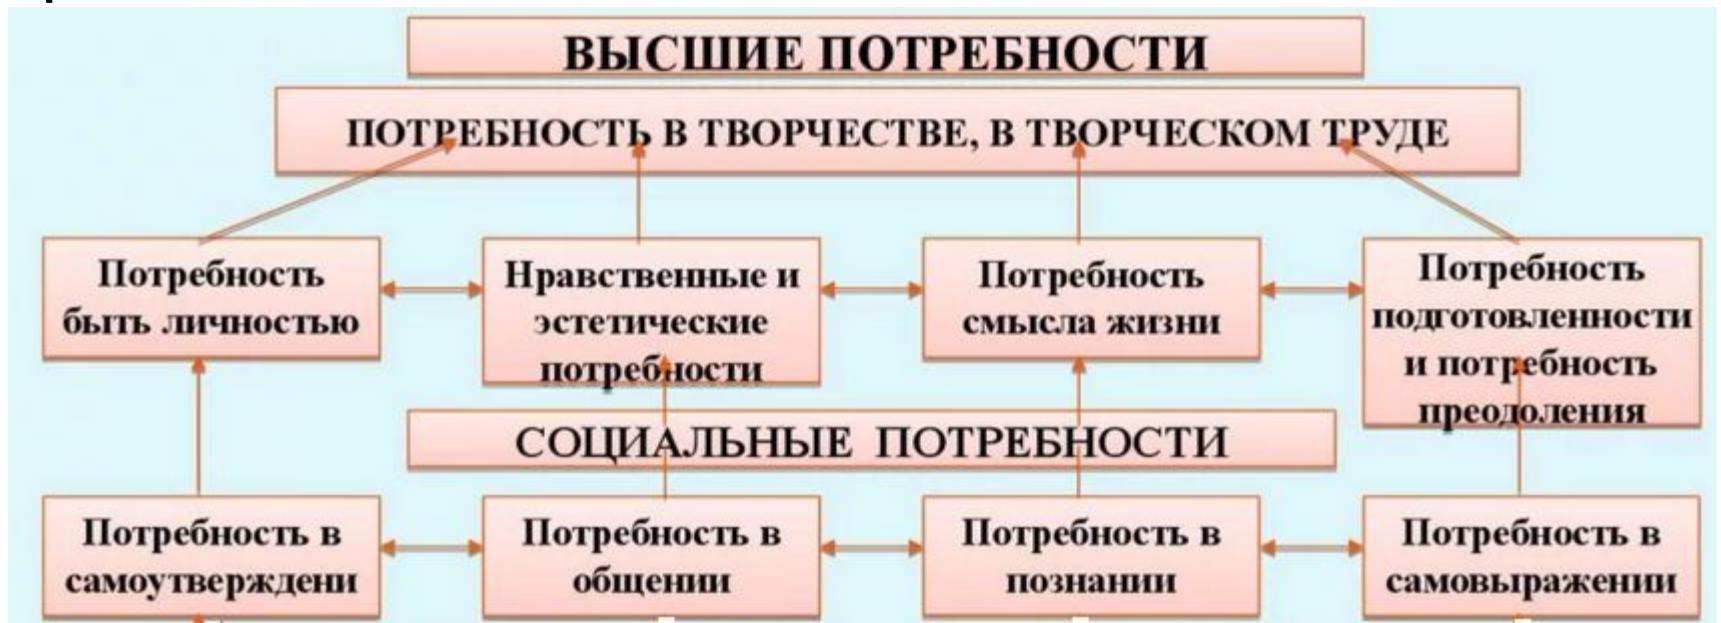 ВЫСШИЕ ПОТРЕБНОСТИ
ПОТРЕБНОСТЬ В ТВОРЧЕСТВЕ, В ТВОРЧЕСКОМ ТРУДЕ
Потребность
быть личностью
Нравственные и
эстетические
потребности
Потребность
смысла жизни
Потребность
подготовленности
и потребность
преодоления
СОЦИАЛЬНЫЕ ПОТРЕБНОСТИ
Потребность в
самоутверждени
Потребность в
общении
Потребность в
познании
Потребность в
самовыражении